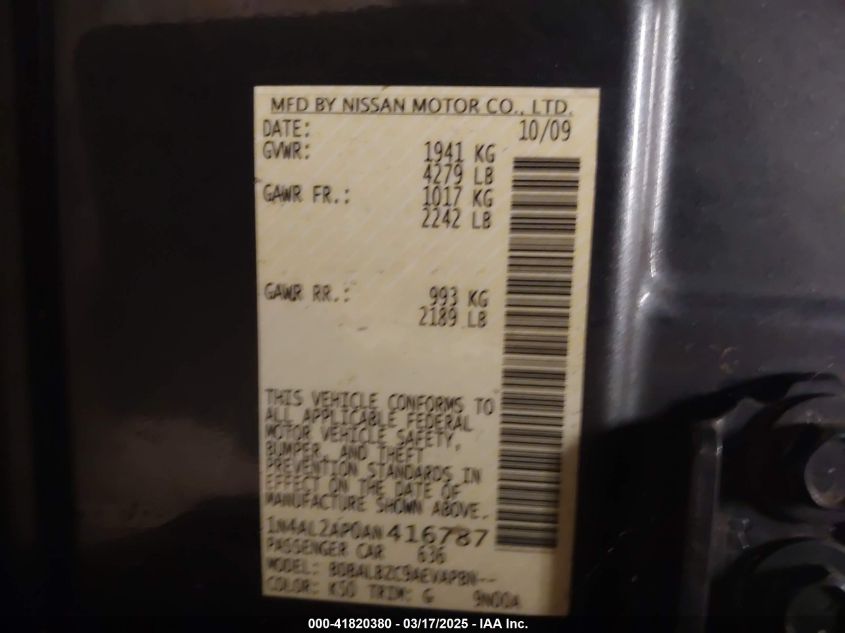 MFD BY NISSAN MOTOR CO., LTD.
DATE: 10/09
GVWR: 1941 KG
4279 LB
GAWR FR.: 1017 KG
2242 LB
GAWR RR.: 993 KG
2189 LB
THIS VEHICLE CONFORMS TO
ALL APPLICABLE FEDERAL
MOTOR VEHICLE SAFETY,
BUMPER, AND THEFT
PREVENTION STANDARDS IN
EFFECT ON THE DATE OF
MANUFACTURE SHOWN ABOVE.
1N4AL2AP0AN 416787
PASSENGER CAR 636
MODEL:
COLOR: K50 TRIM: G 9N00A
000-41820380 - 03/17/2025 - IAA Inc.